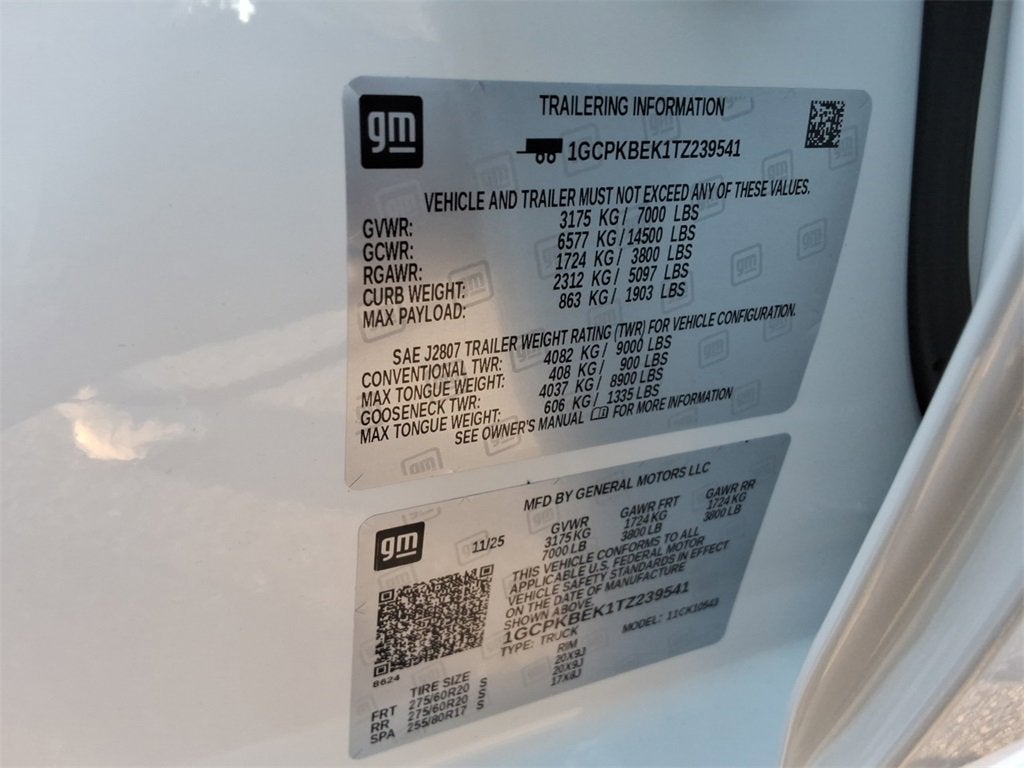 gm
TRAILERING INFORMATION
1GCPKBEK1TZ239541
VEHICLE AND TRAILER MUST NOT EXCEED ANY OF THESE VALUES.
GVWR: 3175 KG/ 7000 LBS
GCWR: 6577 KG/14500 LBS
RGAWR: 1724 KG/ 3800 LBS
CURB WEIGHT: 2312 KG/ 5097 LBS
MAX PAYLOAD: 863 KG/ 1903 LBS
SAE J2807 TRAILER WEIGHT RATING (TWR) FOR VEHICLE CONFIGURATION.
CONVENTIONAL TWR: 4082 KG/ 9000 LBS
MAX TONGUE WEIGHT: 408 KG/ 900 LBS
GOOSENECK TWR: 4037 KG/ 8900 LBS
MAX TONGUE WEIGHT: 606 KG/ 1335 LBS
SEE OWNER'S MANUAL FOR MORE INFORMATION
gm
MFD BY GENERAL MOTORS LLC
11/25
GVWR GAWR FRT GAWR RR
3175 KG 1724 KG 1724 KG
7000 LB 3800 LB 3800 LB
THIS VEHICLE CONFORMS TO ALL
APPLICABLE U.S. FEDERAL MOTOR
VEHICLE SAFETY STANDARDS IN EFFECT
ON THE DATE OF MANUFACTURE
SHOWN ABOVE.
1GCPKBEK1TZ239541
TYPE: TRUCK MODEL: 11CK10543
8624
TIRE SIZE RIM
FRT 275/60R20 S 20X9J
RR 275/60R20 S 20X9J
SPA 255/80R17 S 17X8J